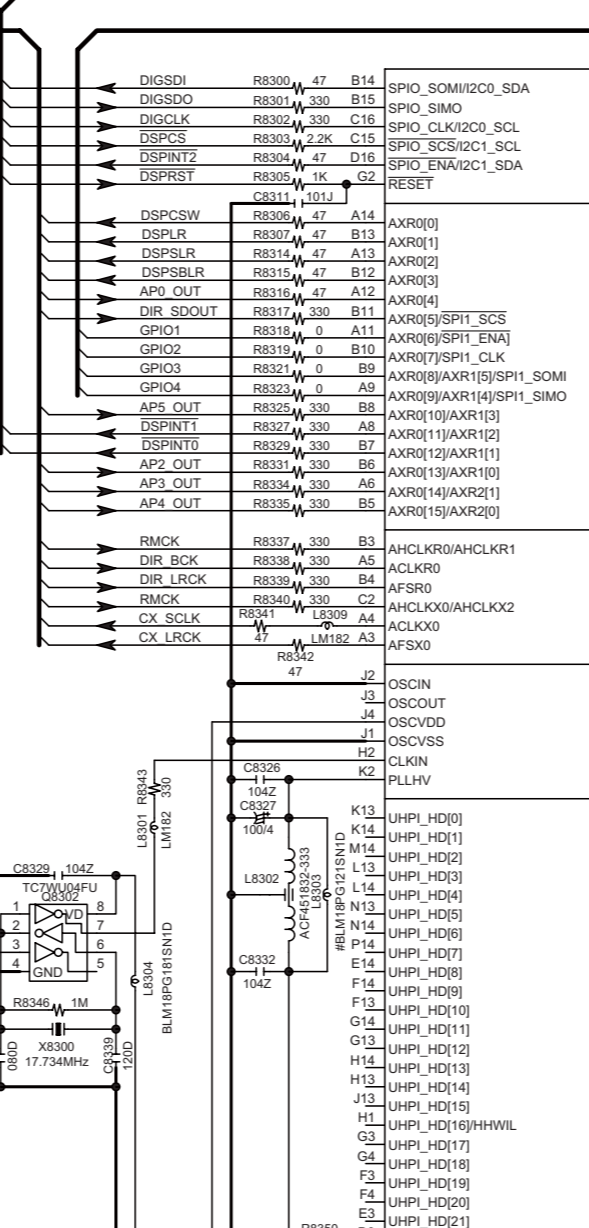 DIGSDI R8300 47 B14 SPIO_SOMI/I2C0_SDA
DIGSDO R8301 330 B15 SPIO_SIMO
DIGCLK R8302 330 C16 SPIO_CLK/I2C0_SCL
DSPCS R8303 2.2K C15 SPIO_SCS/I2C1_SCL
DSPINT2 R8304 47 D16 SPIO_ENA/I2C1_SDA
DSPRST R8305 1K G2 RESET
C8311 101J
DSPCSW R8306 47 A14 AXR0[0]
DSPLR R8307 47 B13 AXR0[1]
DSPSLR R8314 47 A13 AXR0[2]
DSPSBLR R8315 47 B12 AXR0[3]
AP0_OUT R8316 47 A12 AXR0[4]
DIR_SDOUT R8317 330 B11 AXR0[5]/SPI1_SCS
GPIO1 R8318 0 A11 AXR0[6]/SPI1_ENA]
GPIO2 R8319 0 B10 AXR0[7]/SPI1_CLK
GPIO3 R8321 0 B9 AXR0[8]/AXR1[5]/SPI1_SOMI
GPIO4 R8323 0 A9 AXR0[9]/AXR1[4]/SPI1_SIMO
AP5_OUT R8325 330 B8 AXR0[10]/AXR1[3]
DSPINT1 R8327 330 A8 AXR0[11]/AXR1[2]
DSPINT0 R8329 330 B7 AXR0[12]/AXR1[1]
AP2_OUT R8331 330 B6 AXR0[13]/AXR1[0]
AP3_OUT R8334 330 A6 AXR0[14]/AXR2[1]
AP4_OUT R8335 330 B5 AXR0[15]/AXR2[0]
RMCK R8337 330 B3 AHCLKR0/AHCLKR1
DIR_BCK R8338 330 A5 ACLKR0
DIR_LRCK R8339 330 B4 AFSR0
RMCK R8340 330 C2 AHCLKX0/AHCLKX2
CX_SCLK R8341 47 L8309 LM182 A4 ACLKX0
CX_LRCK R8342 47 A3 AFSX0
J2 OSCIN
J3 OSCOUT
J4 OSCVDD
J1 OSCVSS
H2 CLKIN
K2 PLLHV
R8343 330
L8301 LM182
C8326 104Z
C8327 100/4
L8302 ACF451832-333
L8303 #BLM18PG121SN1D
C8332 104Z
C8329 104Z
TC7WU04FU
Q8302
1 VD 8
2 7
3 6
4 GND 5
L8304 BLM18PG181SN1D
R8346 1M
X8300
17.734MHz
080D
C8339 120D
K13 UHPI_HD[0]
K14 UHPI_HD[1]
M14 UHPI_HD[2]
L13 UHPI_HD[3]
L14 UHPI_HD[4]
N13 UHPI_HD[5]
N14 UHPI_HD[6]
P14 UHPI_HD[7]
E14 UHPI_HD[8]
F14 UHPI_HD[9]
F13 UHPI_HD[10]
G14 UHPI_HD[11]
G13 UHPI_HD[12]
H14 UHPI_HD[13]
H13 UHPI_HD[14]
J13 UHPI_HD[15]
H1 UHPI_HD[16]/HHWIL
G3 UHPI_HD[17]
G4 UHPI_HD[18]
F3 UHPI_HD[19]
F4 UHPI_HD[20]
E3 UHPI_HD[21]